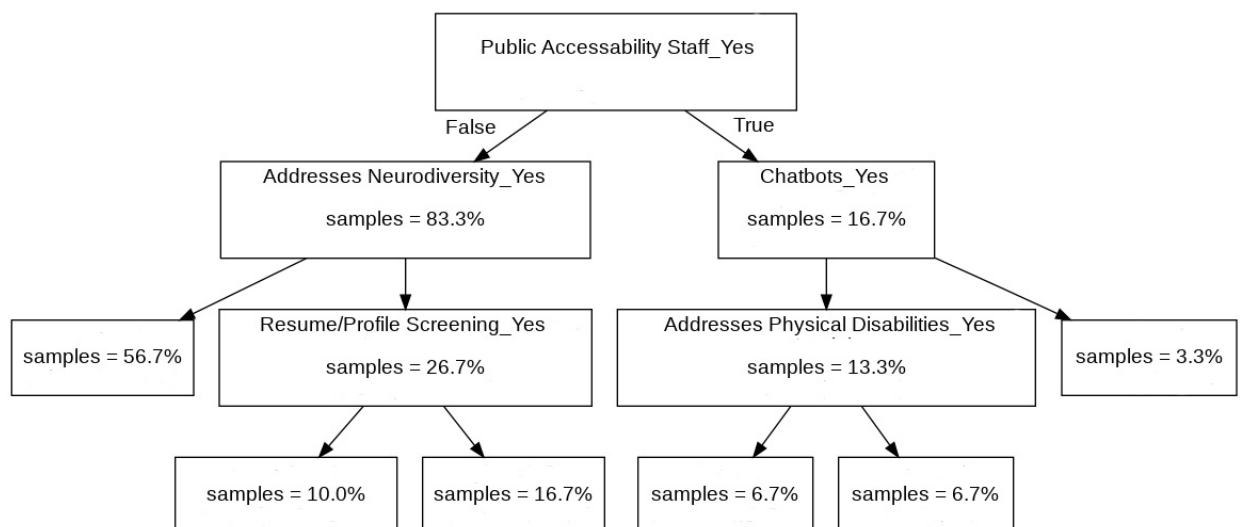 Public Accessability Staff_Yes
False
True
Addresses Neurodiversity_Yes
samples = 83.3%
Chatbots_Yes
samples = 16.7%
samples = 56.7%
Resume/Profile Screening_Yes
samples = 26.7%
Addresses Physical Disabilities_Yes
samples = 13.3%
samples = 3.3%
samples = 10.0%
samples = 16.7%
samples = 6.7%
samples = 6.7%